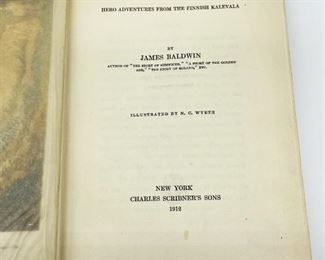 HERO ADVENTURES FROM THE FINNISH KALEVALA
BY
JAMES BALDWIN
AUTHOR OF "THE STORY OF SIEGFRIED," "A STORY OF THE GOLDEN
AGE," "THE STORY OF ROLAND," ETC.
ILLUSTRATED BY N. C. WYETH
NEW YORK
CHARLES SCRIBNER'S SONS
1912